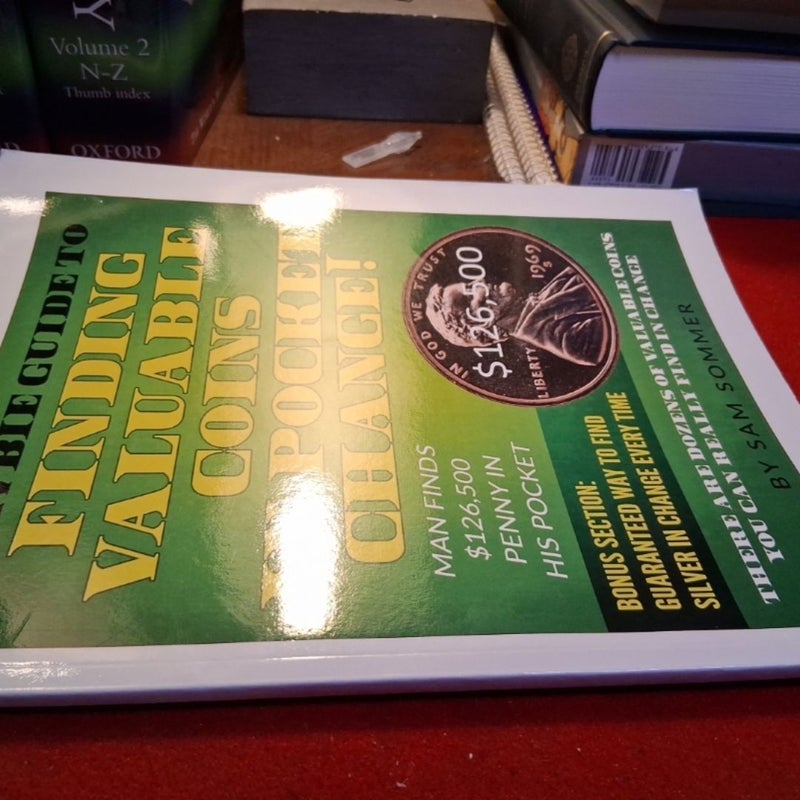 GUIDE TO
FINDING
VALUABLE
COINS
POCKET
CHANGE!
IN GOD WE TRUST
LIBERTY
1969
S
$126,500
MAN FINDS
$126,500
PENNY IN
HIS POCKET
BONUS SECTION:
GUARANTEED WAY TO FIND
SILVER IN CHANGE EVERY TIME
THERE ARE DOZENS OF VALUABLE COINS
YOU CAN REALLY FIND IN CHANGE
BY SAM SOMMER
Y
Volume 2
N-Z
Thumb index
OXFORD